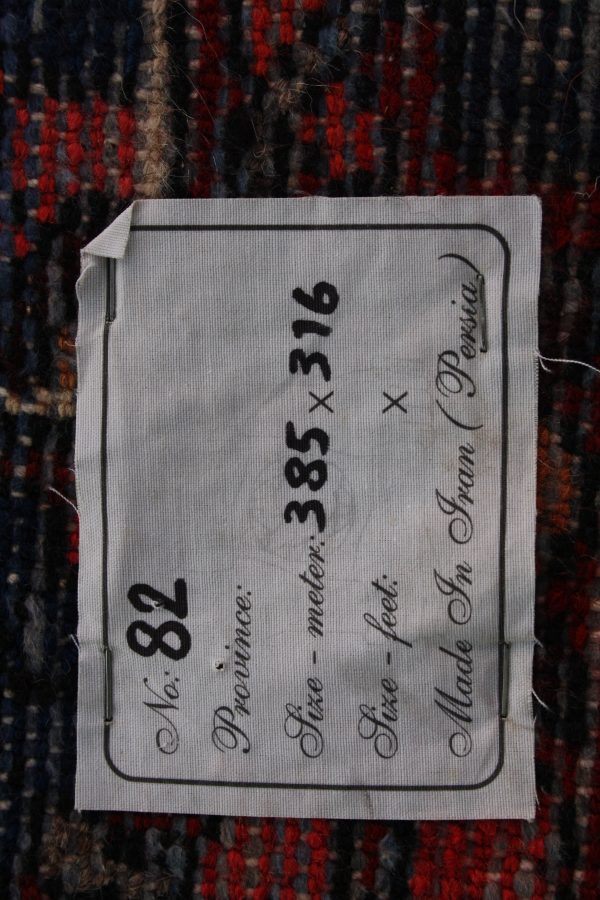 No.: 82
Province:
Size - meter: 385 x 316
Size - feet: x
Made In Iran (Persia)